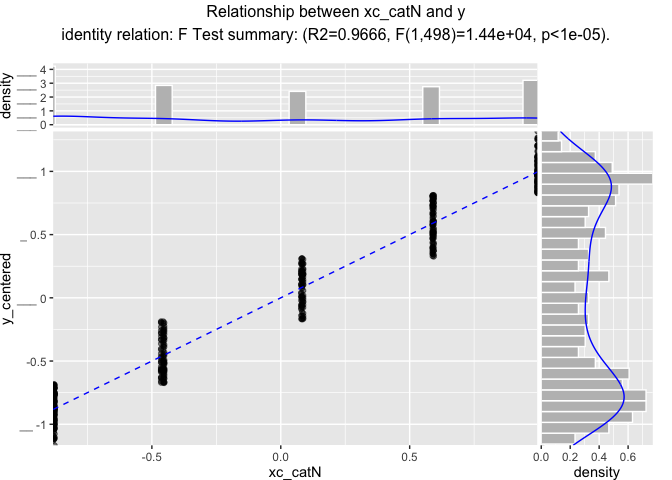 Relationship between xc_catN and y
identity relation: F Test summary: (R2=0.9666, F(1,498)=1.44e+04, p<1e-05).
density
4
3
2
1
0
y_centered
1
0.5
0
-0.5
-1
-0.5 0.0 0.5
xc_catN
0.0 0.2 0.4 0.6
density